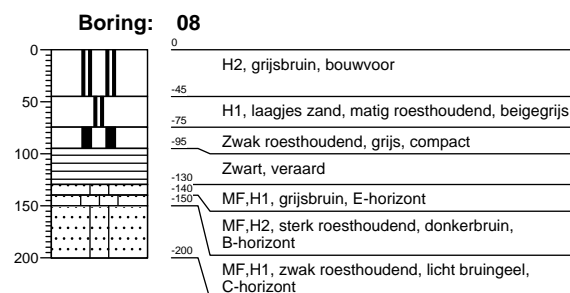 Boring: 08
0
0
H2, grijsbruin, bouwvoor
-45
50
H1, laagjes zand, matig roesthoudend, beigegrijs
-75
Zwak roesthoudend, grijs, compact
-95
100
Zwart, veraard
-130
-140
MF,H1, grijsbruin, E-horizont
-150
150
MF,H2, sterk roesthoudend, donkerbruin,
B-horizont
-200
200
MF,H1, zwak roesthoudend, licht bruingeel,
C-horizont